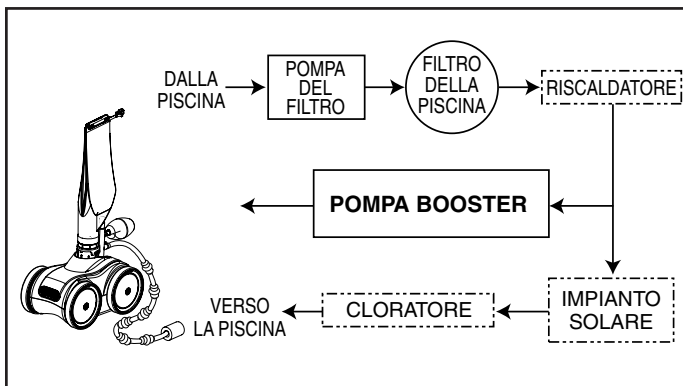 DALLA
PISCINA
POMPA
DEL
FILTRO
FILTRO
DELLA
PISCINA
RISCALDATORE
POMPA BOOSTER
VERSO
LA PISCINA
CLORATORE
IMPIANTO
SOLARE